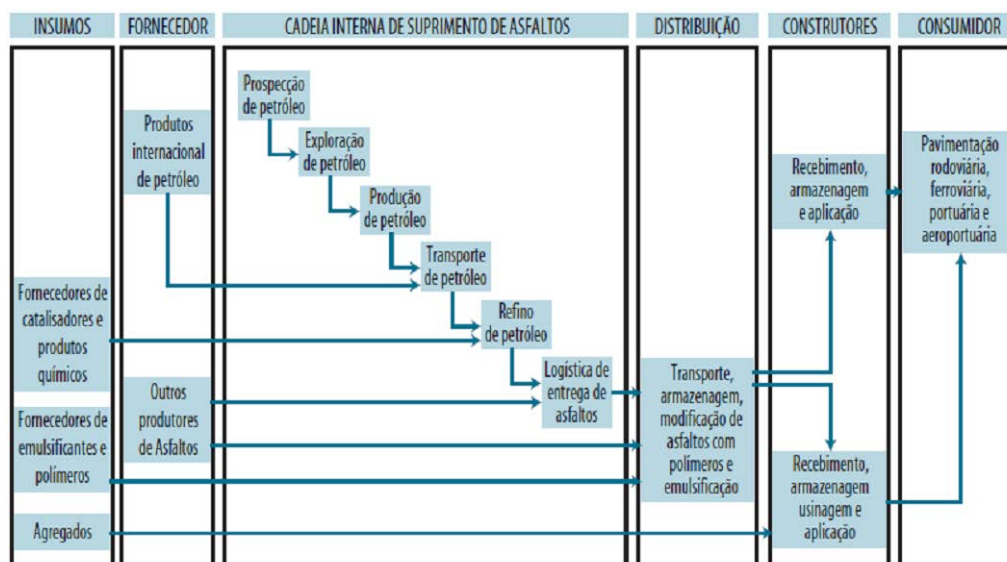 INSUMOS
FORNECEDOR
CADEIA INTERNA DE SUPRIMENTO DE ASFALTOS
DISTRIBUIÇÃO
CONSTRUTORES
CONSUMIDOR
Fornecedores de
catalisadores e
produtos
químicos
Fornecedores de
emulsificantes e
polímeros
Agregados
Produtos
internacional
de petróleo
Outros
produtores
de Asfaltos
Prospecção
de petróleo
Exploração
de petróleo
Produção
de petróleo
Transporte
de petróleo
Refino
de petróleo
Logística de
entrega de
asfaltos
Transporte,
armazenagem,
modificação de
asfaltos com
polímeros e
emulsificação
Recebimento,
armazenagem
e aplicação
Recebimento,
armazenagem
usinagem e
aplicação
Pavimentação
rodoviária,
ferroviária,
portuária e
aeroportuária